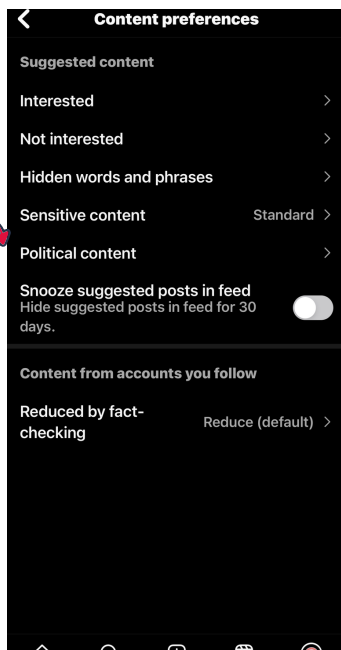 Content preferences
Suggested content
Interested
Not interested
Hidden words and phrases
Sensitive content Standard
Political content
Snooze suggested posts in feed
Hide suggested posts in feed for 30
days.
Content from accounts you follow
Reduced by fact-
checking Reduce (default)